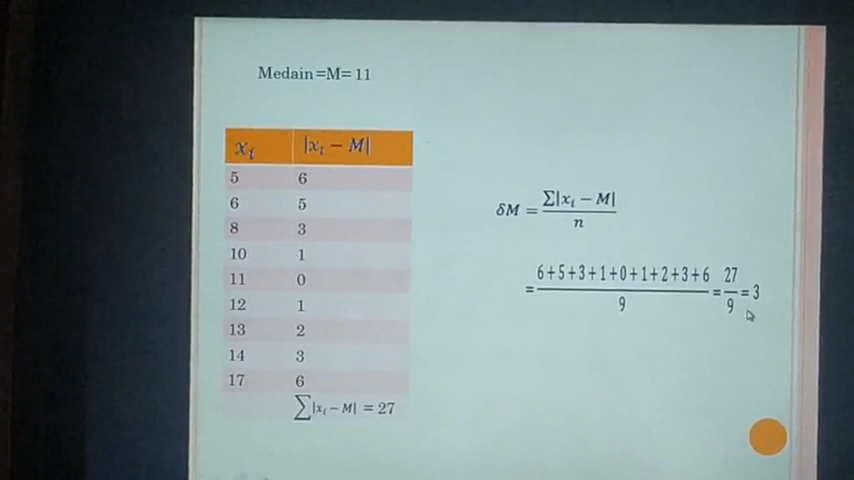 Medain =M= 11
xᵢ |xᵢ − M|
5 6
6 5
8 3
10 1
11 0
12 1
13 2
14 3
17 6
∑|xᵢ − M| = 27
δM = ∑|xᵢ − M| / n
= 6+5+3+1+0+1+2+3+6 / 9 = 27 / 9 = 3